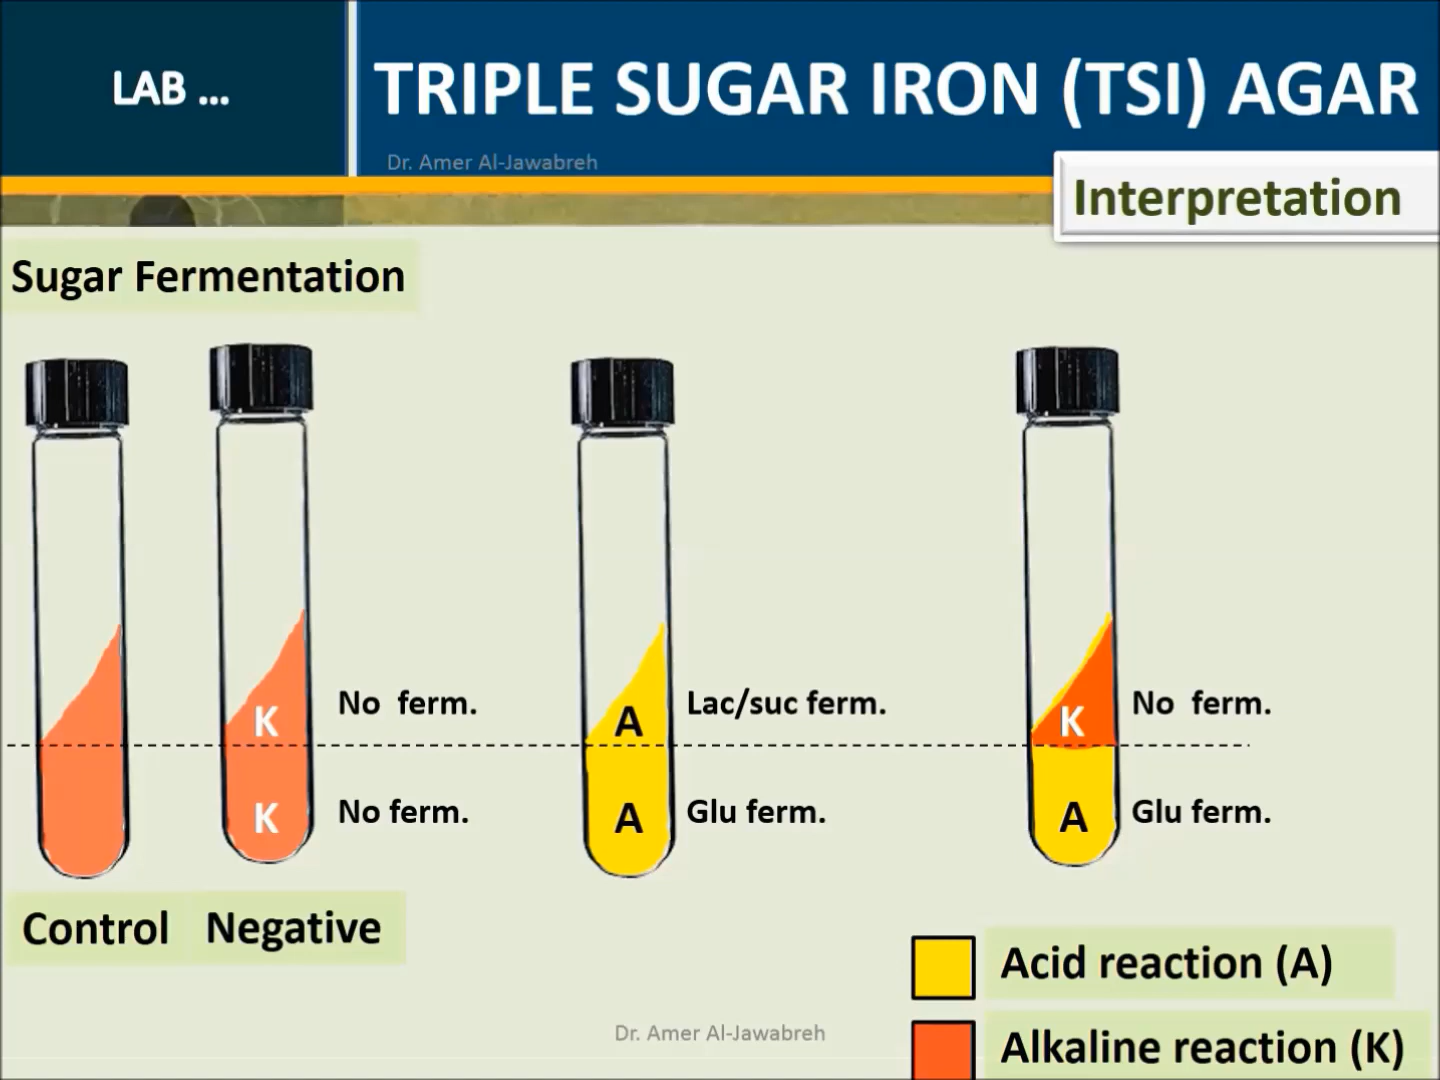 LAB ...
TRIPLE SUGAR IRON (TSI) AGAR
Dr. Amer Al-Jawabreh
Interpretation
Sugar Fermentation
K
No ferm.
A
Lac/suc ferm.
K
No ferm.
K
No ferm.
A
Glu ferm.
A
Glu ferm.
Control
Negative
Acid reaction (A)
Dr. Amer Al-Jawabreh
Alkaline reaction (K)